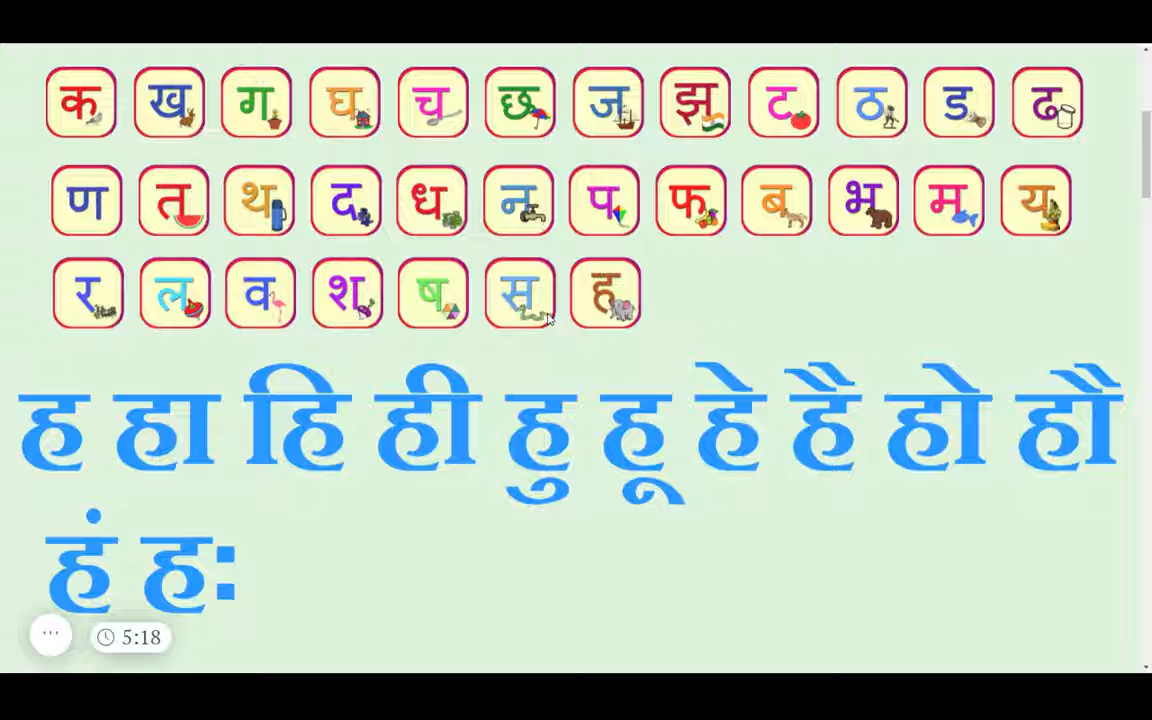 क ख ग घ च छ ज झ ट ठ ड ढ
ण त थ द ध न प फ ब भ म य
र ल व श ष स ह
ह हा हि ही हु हू हे है हो हौ
हं हः
5:18